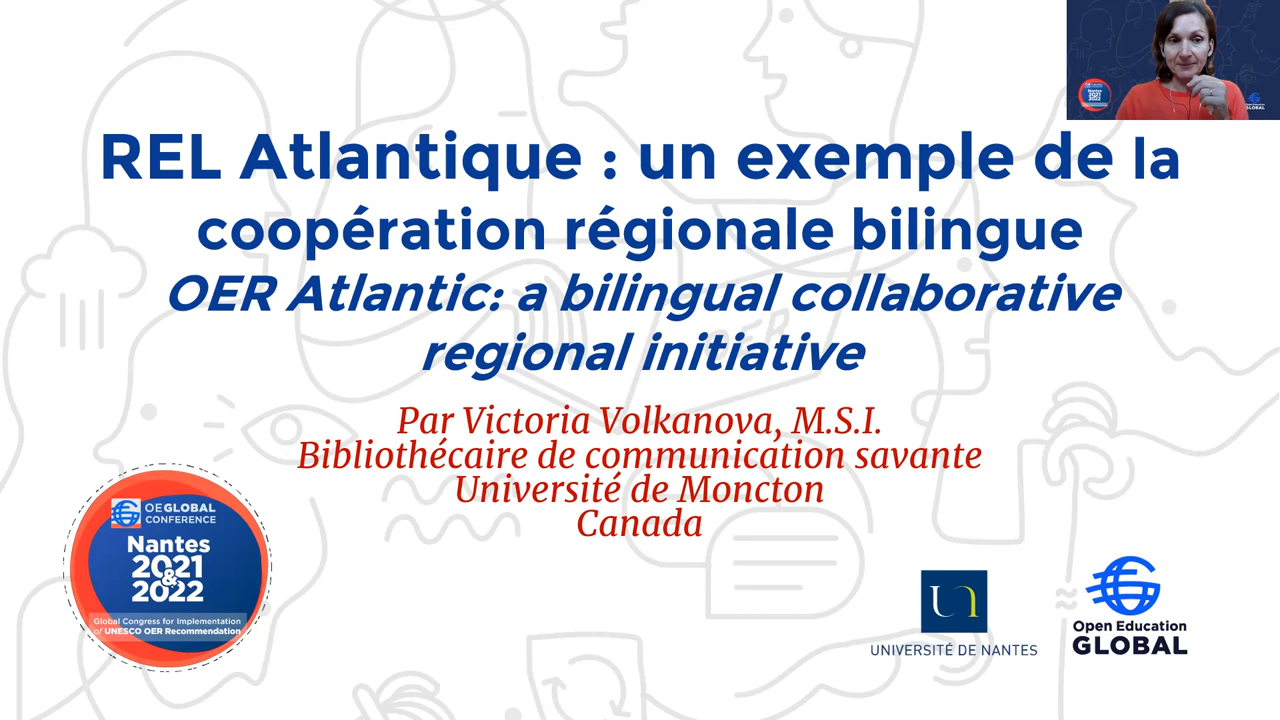 REL Atlantique : un exemple de la
coopération régionale bilingue
OER Atlantic: a bilingual collaborative
regional initiative
Par Victoria Volkanova, M.S.I.
Bibliothécaire de communication savante
Université de Moncton
Canada
OEGLOBAL
CONFERENCE
Nantes
2021
&
2022
Global Congress for Implementation
of UNESCO OER Recommendation
UNIVERSITÉ DE NANTES
Open Education
GLOBAL